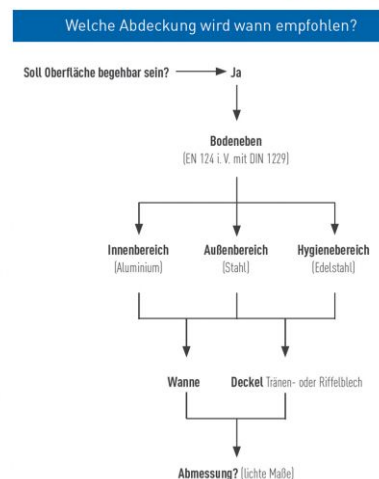 Welche Abdeckung wird wann empfohlen?
Soll Oberfläche begehbar sein? Ja
Bodeneben
(EN 124 i. V. mit DIN 1229)
Innenbereich Außenbereich Hygienebereich
(Aluminium) (Stahl) (Edelstahl)
Wanne Deckel Tränen- oder Riffelblech
Abmessung? (lichte Maße)